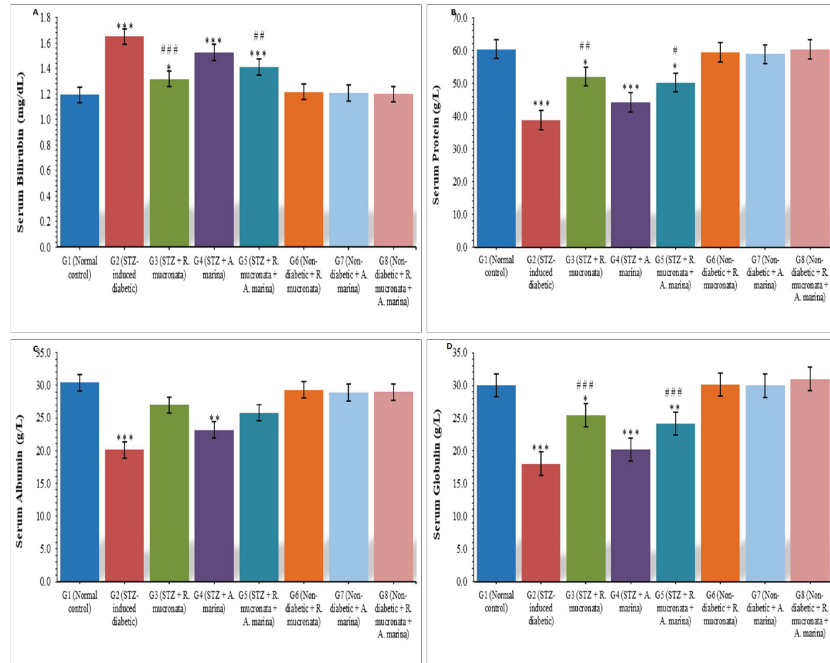 A
Serum Bilirubin (mg/dL)
1.8
1.6
1.4
1.2
1.0
0.8
0.6
0.4
0.2
0.0
***
###
*
***
##
***
G1 (Normal
control)
G2 (STZ-
induced
diabetic)
G3 (STZ + R.
mucronata)
G4 (STZ + A.
marina)
G5 (STZ + R.
mucronata +
A. marina)
G6 (Non-
diabetic + R.
mucronata)
G7 (Non-
diabetic + A.
marina)
G8 (Non-
diabetic + R.
mucronata +
A. marina)
B
Serum Protein (g/L)
70.0
60.0
50.0
40.0
30.0
20.0
10.0
0.0
***
##
*
***
#
*
G1 (Normal
control)
G2 (STZ-
induced
diabetic)
G3 (STZ + R.
mucronata)
G4 (STZ + A.
marina)
G5 (STZ + R.
mucronata +
A. marina)
G6 (Non-
diabetic + R.
mucronata)
G7 (Non-
diabetic + A.
marina)
G8 (Non-
diabetic + R.
mucronata +
A. marina)
C
Serum Albumin (g/L)
35.0
30.0
25.0
20.0
15.0
10.0
5.0
0.0
***
**
G1 (Normal
control)
G2 (STZ-
induced
diabetic)
G3 (STZ + R.
mucronata)
G4 (STZ + A.
marina)
G5 (STZ + R.
mucronata +
A. marina)
G6 (Non-
diabetic + R.
mucronata)
G7 (Non-
diabetic + A.
marina)
G8 (Non-
diabetic + R.
mucronata +
A. marina)
D
Serum Globulin (g/L)
35.0
30.0
25.0
20.0
15.0
10.0
5.0
0.0
***
###
*
***
###
**
G1 (Normal
control)
G2 (STZ-
induced
diabetic)
G3 (STZ + R.
mucronata)
G4 (STZ + A.
marina)
G5 (STZ + R.
mucronata +
A. marina)
G6 (Non-
diabetic + R.
mucronata)
G7 (Non-
diabetic + A.
marina)
G8 (Non-
diabetic + R.
mucronata +
A. marina)